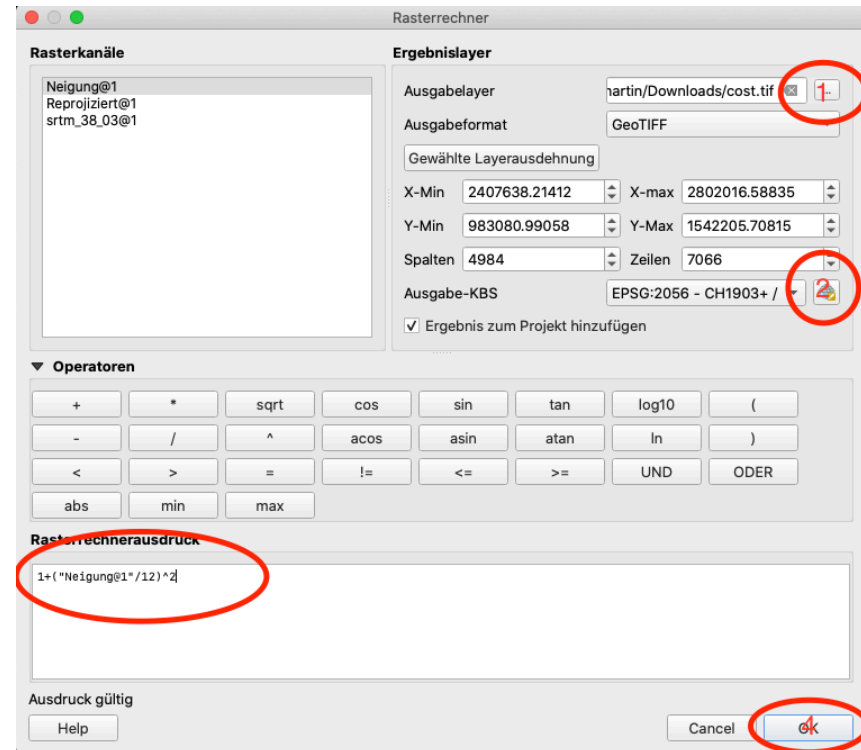 Rasterrechner
Rasterkanäle
Neigung@1
Reprojiziert@1
srtm_38_03@1
Ergebnislayer
Ausgabelayer
nartin/Downloads/cost.tif
1
...
Ausgabeformat
GeoTIFF
Gewählte Layerausdehnung
X-Min 2407638.21412 X-max 2802016.58835
Y-Min 983080.99058 Y-Max 1542205.70815
Spalten 4984 Zeilen 7066
Ausgabe-KBS EPSG:2056 - CH1903+ / 2
Ergebnis zum Projekt hinzufügen
Operatoren
+ * sqrt cos sin tan log10 (
- / ^ acos asin atan ln )
< > = != <= >= UND ODER
abs min max
Rasterrechnerausdruck
1+("Neigung@1"/12)^2
Ausdruck gültig
Help Cancel OK
4